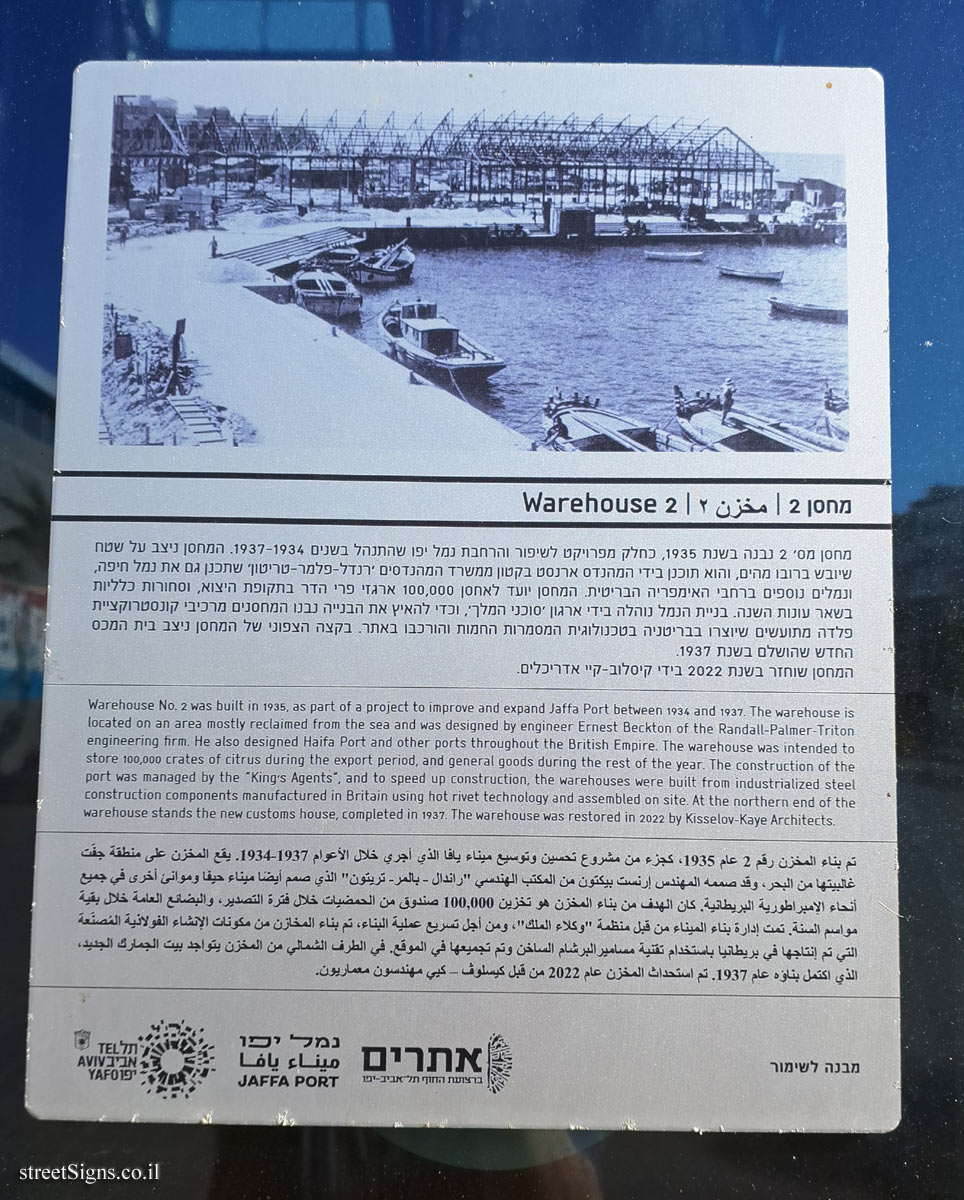 מחסן 2 | مخزن ٢ | Warehouse 2
מחסן מס׳ 2 נבנה בשנת 1935, כחלק מפרויקט לשיפור והרחבת נמל יפו שהתנהל בשנים 1937-1934. המחסן ניצב על שטח
שיובש ברובו מהים, והוא תוכנן בידי המהנדס ארנסט בקטון ממשרד המהנדסים ׳רנדל-פלמר-טריטון׳ שתכנן גם את נמל חיפה,
ונמלים נוספים ברחבי האימפריה הבריטית. המחסן יועד לאחסן 100,000 ארגזי פרי הדר בתקופת היצוא, וסחורות כלליות
בשאר עונות השנה. בניית הנמל נוהלה בידי ארגון ׳סוכני המלך׳, וכדי להאיץ את הבנייה נבנו המחסנים מרכיבי קונסטרוקציית
פלדה מתועשים שיוצרו בבריטניה בטכנולוגית המסמרות החמות והורכבו באתר. בקצה הצפוני של המחסן ניצב בית המכס
החדש שהושלם בשנת 1937.
המחסן שוחזר בשנת 2022 בידי קיסלוב-קיי אדריכלים.
Warehouse No. 2 was built in 1935, as part of a project to improve and expand Jaffa Port between 1934 and 1937. The warehouse is
located on an area mostly reclaimed from the sea and was designed by engineer Ernest Beckton of the Randall-Palmer-Triton
engineering firm. He also designed Haifa Port and other ports throughout the British Empire. The warehouse was intended to
store 100,000 crates of citrus during the export period, and general goods during the rest of the year. The construction of the
port was managed by the "King's Agents", and to speed up construction, the warehouses were built from industrialized steel
construction components manufactured in Britain using hot rivet technology and assembled on site. At the northern end of the
warehouse stands the new customs house, completed in 1937. The warehouse was restored in 2022 by Kisselov-Kaye Architects.
تم بناء المخزن رقم 2 عام 1935، كجزء من مشروع تحسين وتوسيع ميناء يافا الذي أجري خلال الأعوام 1937-1934. يقع المخزن على منطقة جفّت
غالبيتها من البحر، وقد صممه المهندس إرنست بيكتون من المكتب الهندسي "راندال - بالمر- تريتون" الذي صمم أيضًا ميناء حيفا وموانئ أخرى في جميع
أنحاء الإمبراطورية البريطانية. كان الهدف من بناء المخزن هو تخزين 100,000 صندوق من الحمضيات خلال فترة التصدير، والبضائع العامة خلال بقية
مواسم السنة. تمت إدارة بناء الميناء من قبل منظمة "وكلاء الملك"، ومن أجل تسريع عملية البناء، تم بناء المخازن من مكونات الإنشاء الفولاذية المُصنّعة
التي تم إنتاجها في بريطانيا باستخدام تقنية مساميرالبرشام الساخن وتم تجميعها في الموقع. في الطرف الشمالي من المخزن يتواجد بيت الجمارك الجديد،
الذي اكتمل بناؤه عام 1937. تم استحداث المخزن عام 2022 من قبل كيسلوڤ – كيي مهندسون معماريون.
מבנה לשימור
אתרים
ברצועת החוף תל-אביב-יפו
נמל יפו
ميناء يافا
JAFFA PORT
TEL תל
AVIV אביב
YAFO יפו
streetSigns.co.il